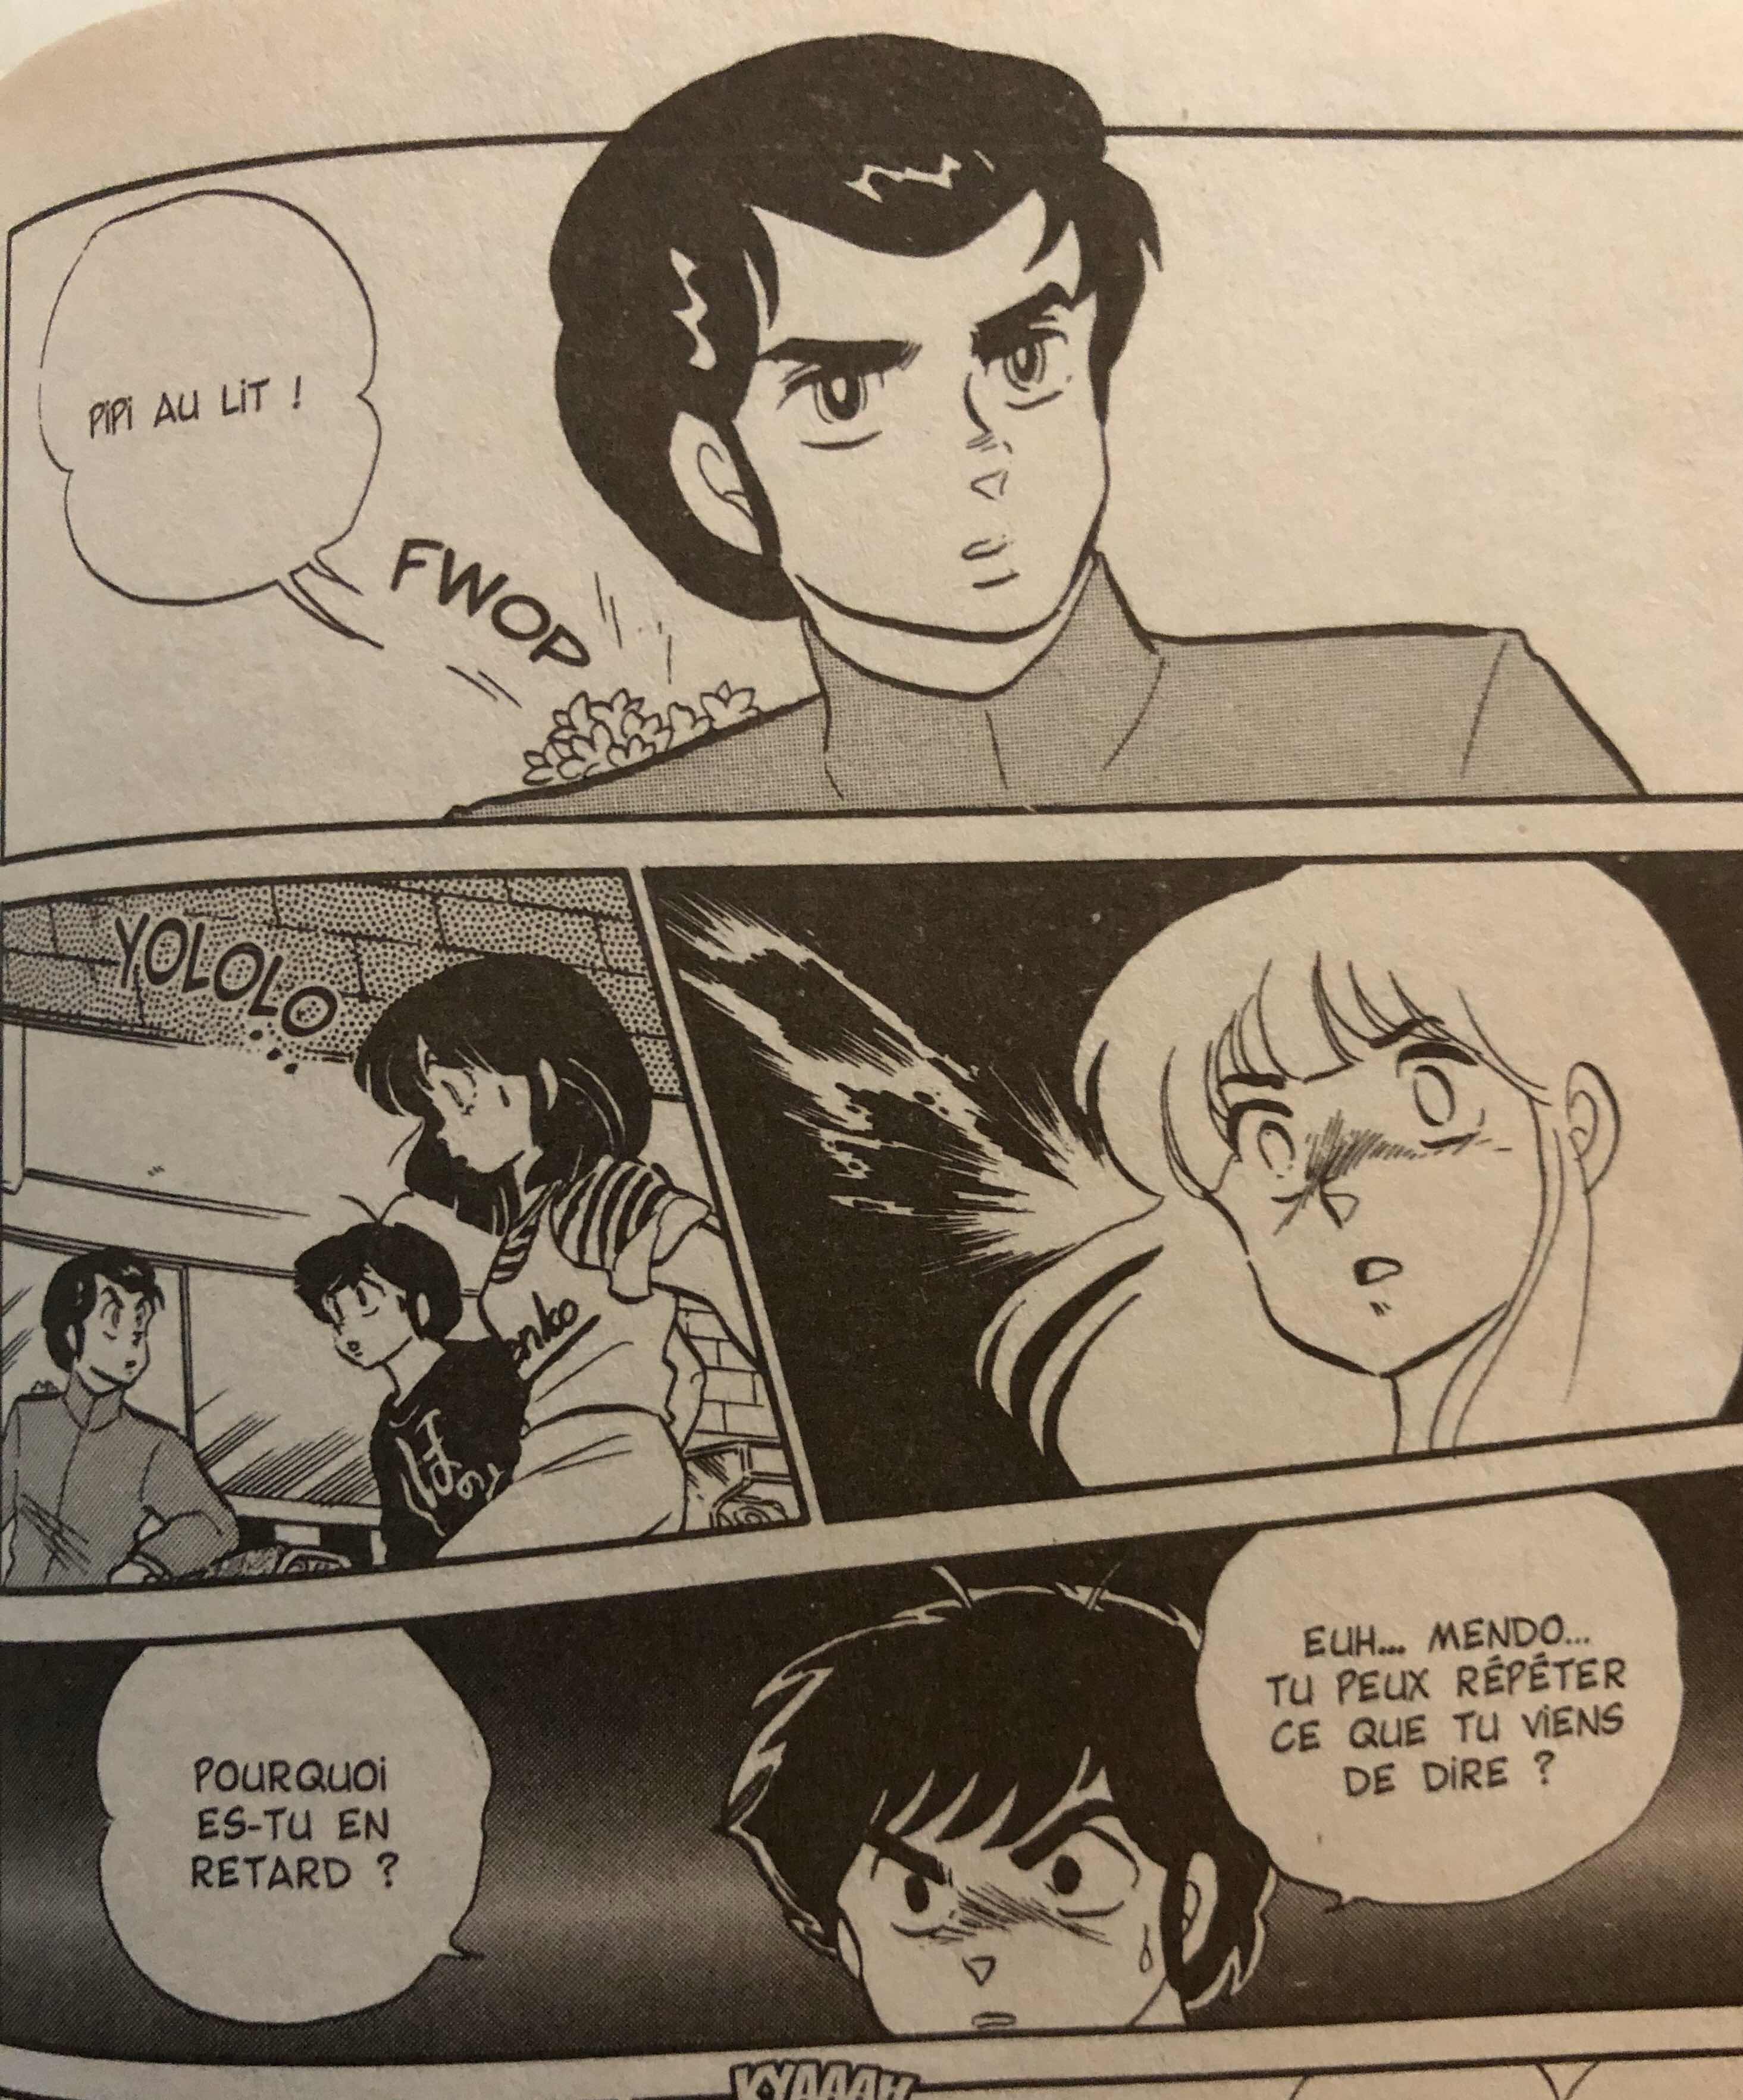 PIPI AU LIT !
FWOP
YOLOLO
EUH... MENDO...
TU PEUX RÉPÉTER
CE QUE TU VIENS
DE DIRE ?
POURQUOI
ES-TU EN
RETARD ?
KYAAAH